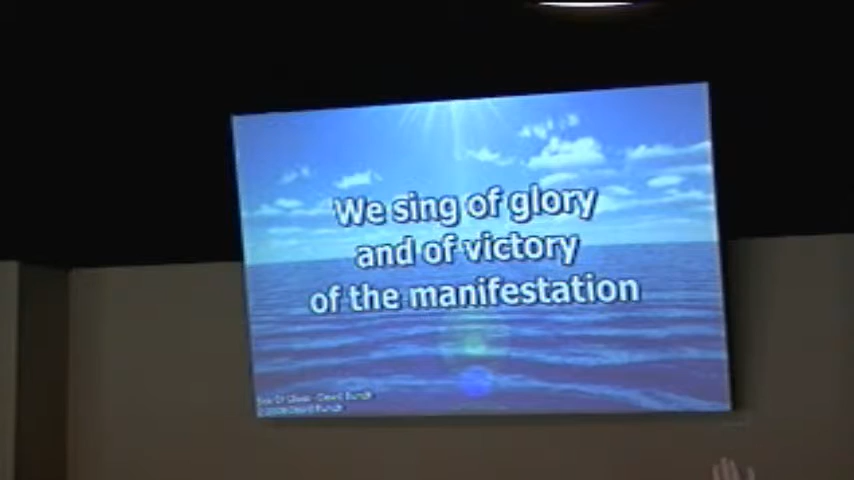 We sing of glory
and of victory
of the manifestation